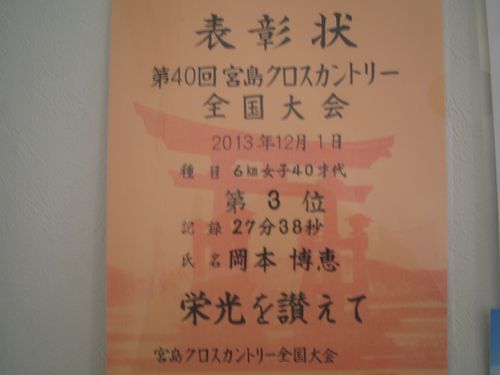 表彰状
第40回宮島クロスカントリー
全国大会
2013年12月1日
種目 6㎞女子40才代
第3位
記録 27分38秒
氏名 岡本 博恵
栄光を讃えて
宮島クロスカントリー全国大会